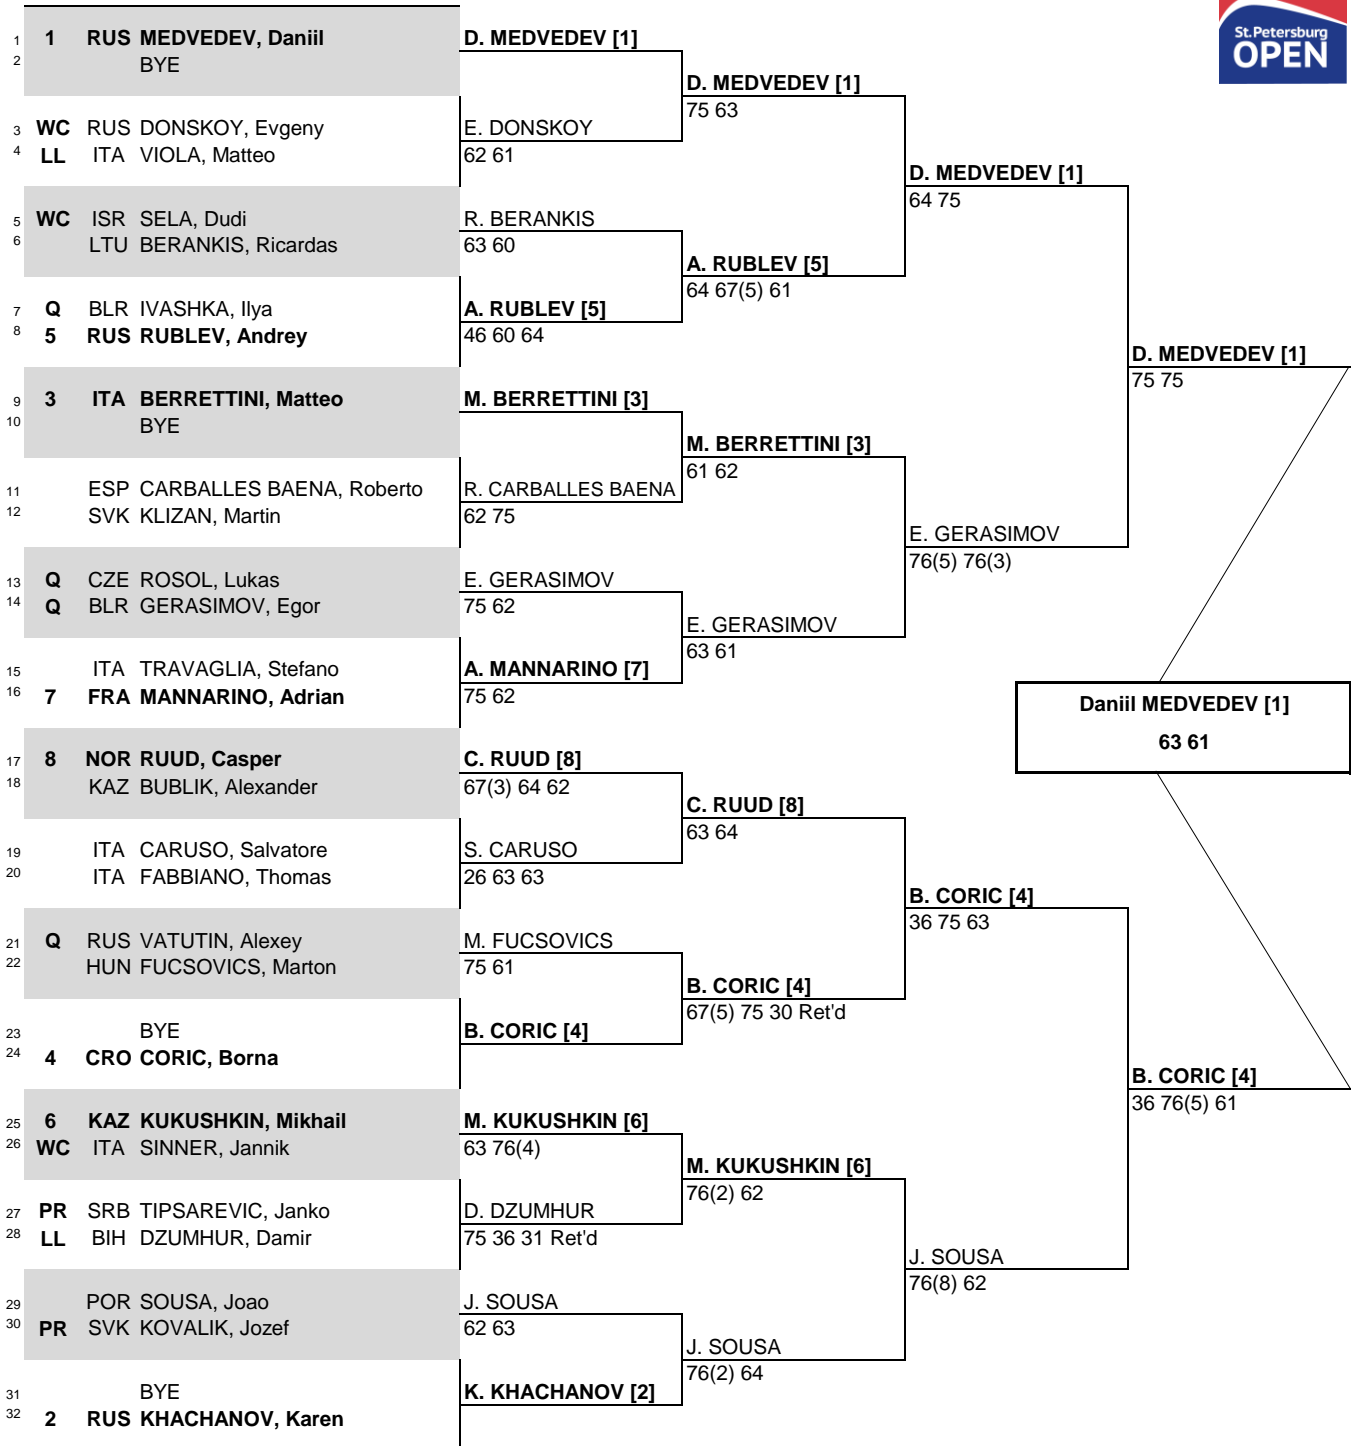 St.Petersburg
OPEN
1 1 RUS MEDVEDEV, Daniil
2 BYE
3 WC RUS DONSKOY, Evgeny
4 LL ITA VIOLA, Matteo
5 WC ISR SELA, Dudi
6 LTU BERANKIS, Ricardas
7 Q BLR IVASHKA, Ilya
8 5 RUS RUBLEV, Andrey
9 3 ITA BERRETTINI, Matteo
10 BYE
11 ESP CARBALLES BAENA, Roberto
12 SVK KLIZAN, Martin
13 Q CZE ROSOL, Lukas
14 Q BLR GERASIMOV, Egor
15 ITA TRAVAGLIA, Stefano
16 7 FRA MANNARINO, Adrian
17 8 NOR RUUD, Casper
18 KAZ BUBLIK, Alexander
19 ITA CARUSO, Salvatore
20 ITA FABBIANO, Thomas
21 Q RUS VATUTIN, Alexey
22 HUN FUCSOVICS, Marton
23 BYE
24 4 CRO CORIC, Borna
25 6 KAZ KUKUSHKIN, Mikhail
26 WC ITA SINNER, Jannik
27 PR SRB TIPSAREVIC, Janko
28 LL BIH DZUMHUR, Damir
29 POR SOUSA, Joao
30 PR SVK KOVALIK, Jozef
31 BYE
32 2 RUS KHACHANOV, Karen
D. MEDVEDEV [1]
E. DONSKOY
62 61
R. BERANKIS
63 60
A. RUBLEV [5]
46 60 64
M. BERRETTINI [3]
R. CARBALLES BAENA
62 75
E. GERASIMOV
75 62
A. MANNARINO [7]
75 62
C. RUUD [8]
67(3) 64 62
S. CARUSO
26 63 63
M. FUCSOVICS
75 61
B. CORIC [4]
M. KUKUSHKIN [6]
63 76(4)
D. DZUMHUR
75 36 31 Ret'd
J. SOUSA
62 63
K. KHACHANOV [2]
D. MEDVEDEV [1]
75 63
A. RUBLEV [5]
64 67(5) 61
M. BERRETTINI [3]
61 62
E. GERASIMOV
63 61
C. RUUD [8]
63 64
B. CORIC [4]
67(5) 75 30 Ret'd
M. KUKUSHKIN [6]
76(2) 62
J. SOUSA
76(2) 64
D. MEDVEDEV [1]
64 75
E. GERASIMOV
76(5) 76(3)
B. CORIC [4]
36 75 63
J. SOUSA
76(8) 62
D. MEDVEDEV [1]
75 75
B. CORIC [4]
36 76(5) 61
Daniil MEDVEDEV [1]
63 61